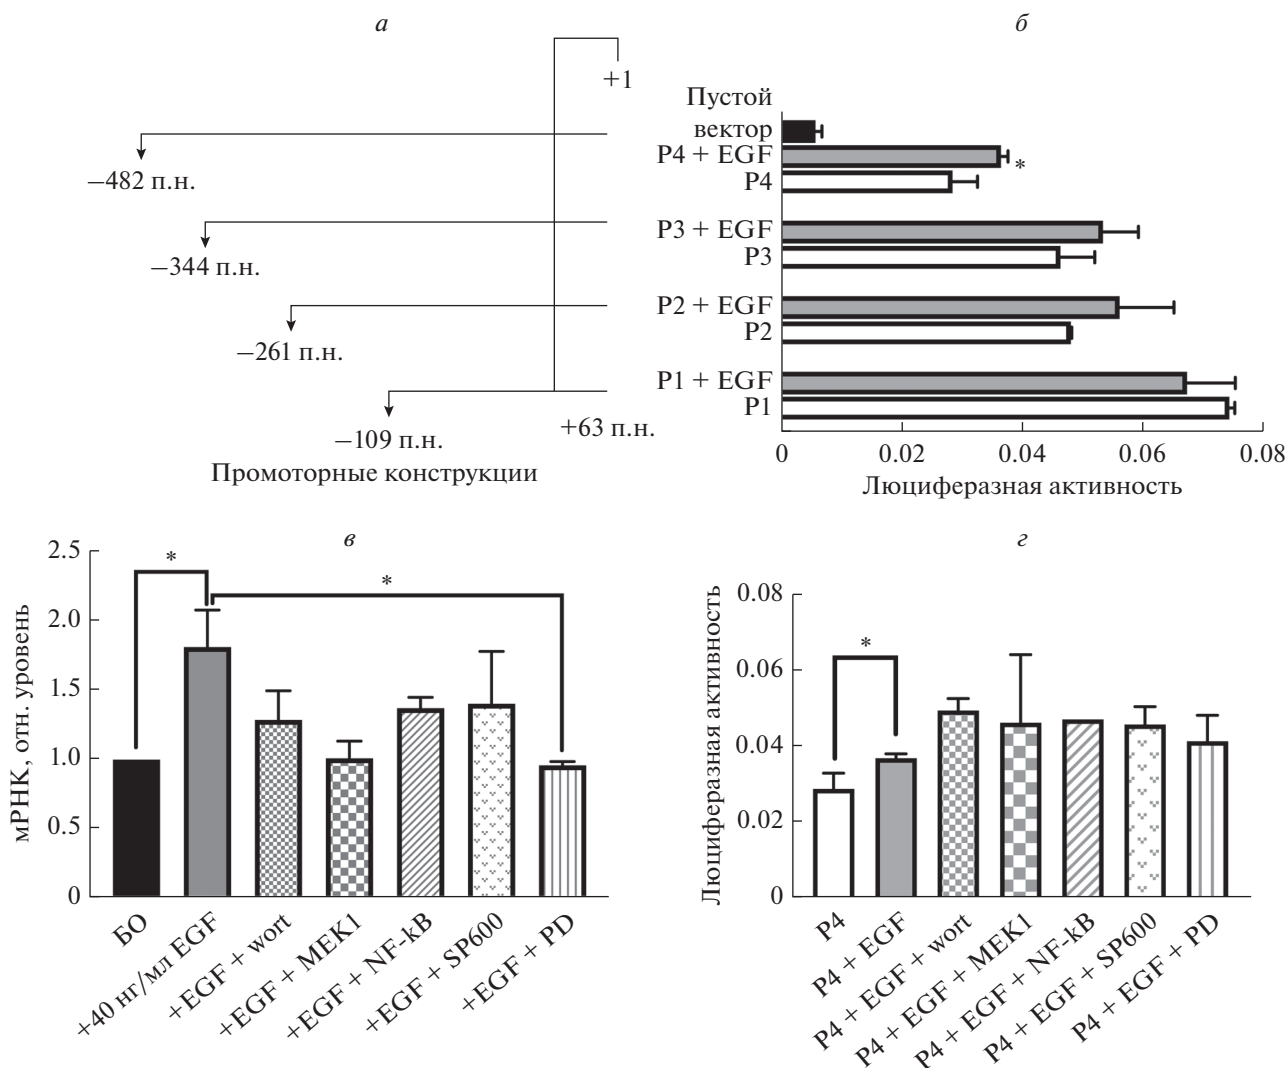 а
+1
−482 п.н.
−344 п.н.
−261 п.н.
−109 п.н.
+63 п.н.
Промоторные конструкции
б
Пустой
вектор
P4 + EGF
*
P4
P3 + EGF
P3
P2 + EGF
P2
P1 + EGF
P1
0 0.02 0.04 0.06 0.08
Люциферазная активность
в
мРНК, отн. уровень
2.5
2.0
1.5
1.0
0.5
0
*
*
БО
+40 нг/мл EGF
+EGF + wort
+EGF + MEK1
+EGF + NF-kB
+EGF + SP600
+EGF + PD
г
Люциферазная активность
0.08
0.06
0.04
0.02
0
*
P4
P4 + EGF
P4 + EGF + wort
P4 + EGF + MEK1
P4 + EGF + NF-kB
P4 + EGF + SP600
P4 + EGF + PD